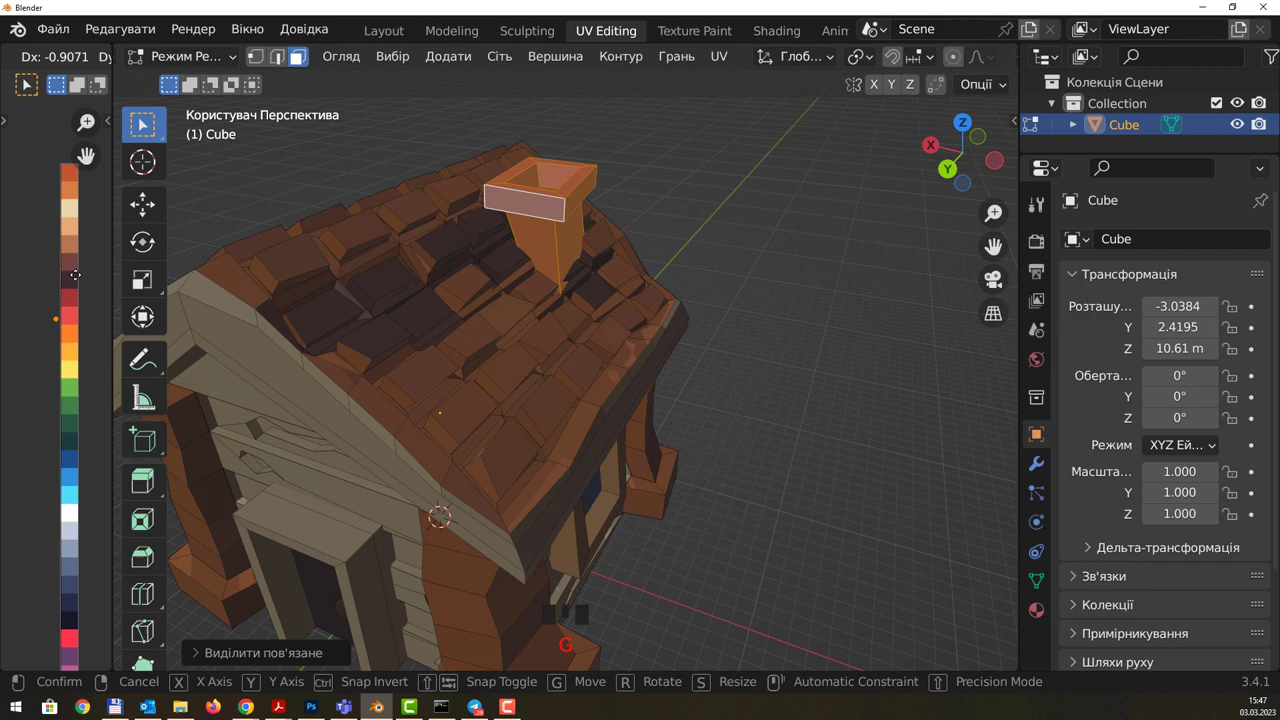 Blender
Файл Редагувати Рендер Вікно Довідка Layout Modeling Sculpting UV Editing Texture Paint Shading Anin Scene ViewLayer
Dx: -0.9071 Dy Режим Ре... Огляд Вибір Додати Сіть Вершина Контур Грань UV Глоб...
X Y Z Опції
Користувач Перспектива
(1) Cube
Z
X
Y
Колекція Сцени
Collection
Cube
Cube
Cube
Трансформація
Розташу... -3.0384
Y 2.4195
Z 10.61 m
Оберта... 0°
Y 0°
Z 0°
Режим XYZ Ей...
Масшта... 1.000
Y 1.000
Z 1.000
Дельта-трансформація
Зв'язки
Колекції
Примірникування
Шляхи руху
G
Виділити пов'язане
Confirm Cancel X X Axis Y Y Axis Ctrl Snap Invert Snap Toggle G Move R Rotate S Resize Automatic Constraint Precision Mode 3.4.1
15:47
03.03.2023